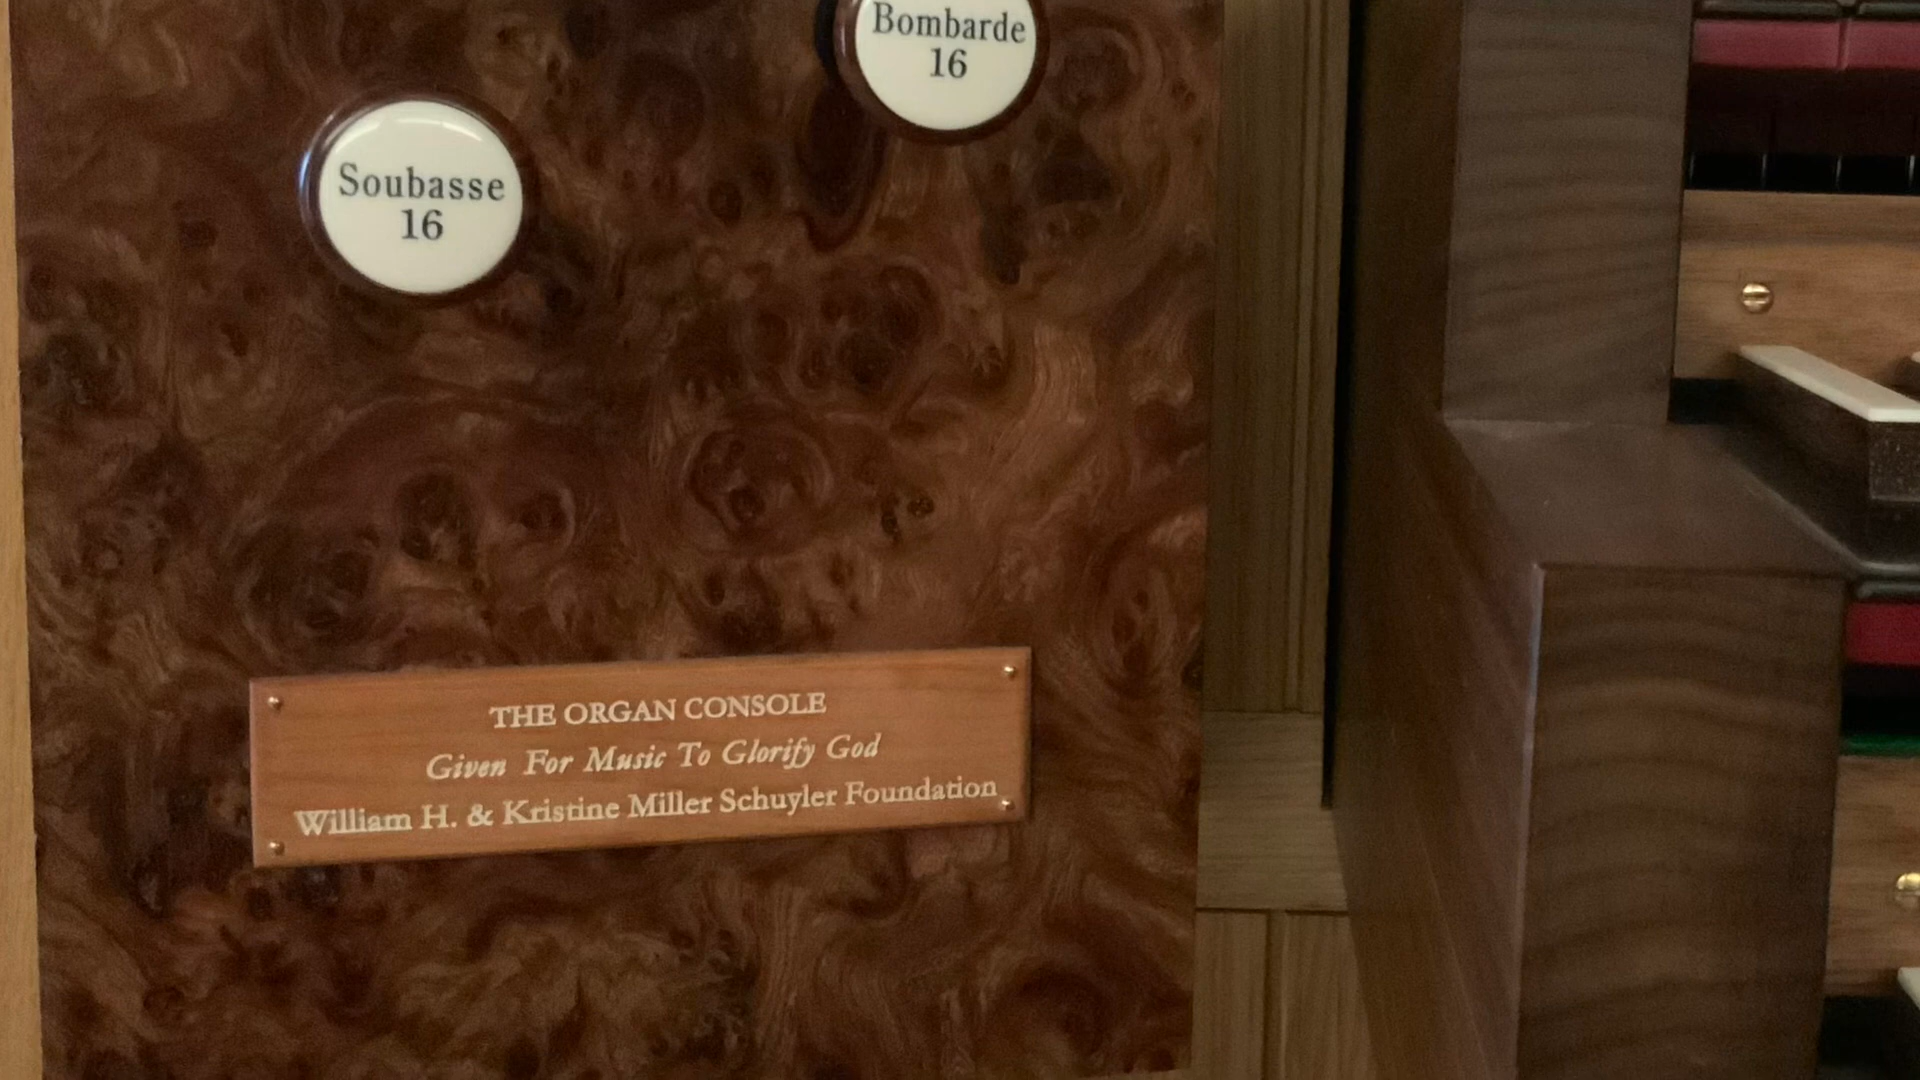 Bombarde
16
Soubasse
16
THE ORGAN CONSOLE
Given For Music To Glorify God
William H. & Kristine Miller Schuyler Foundation